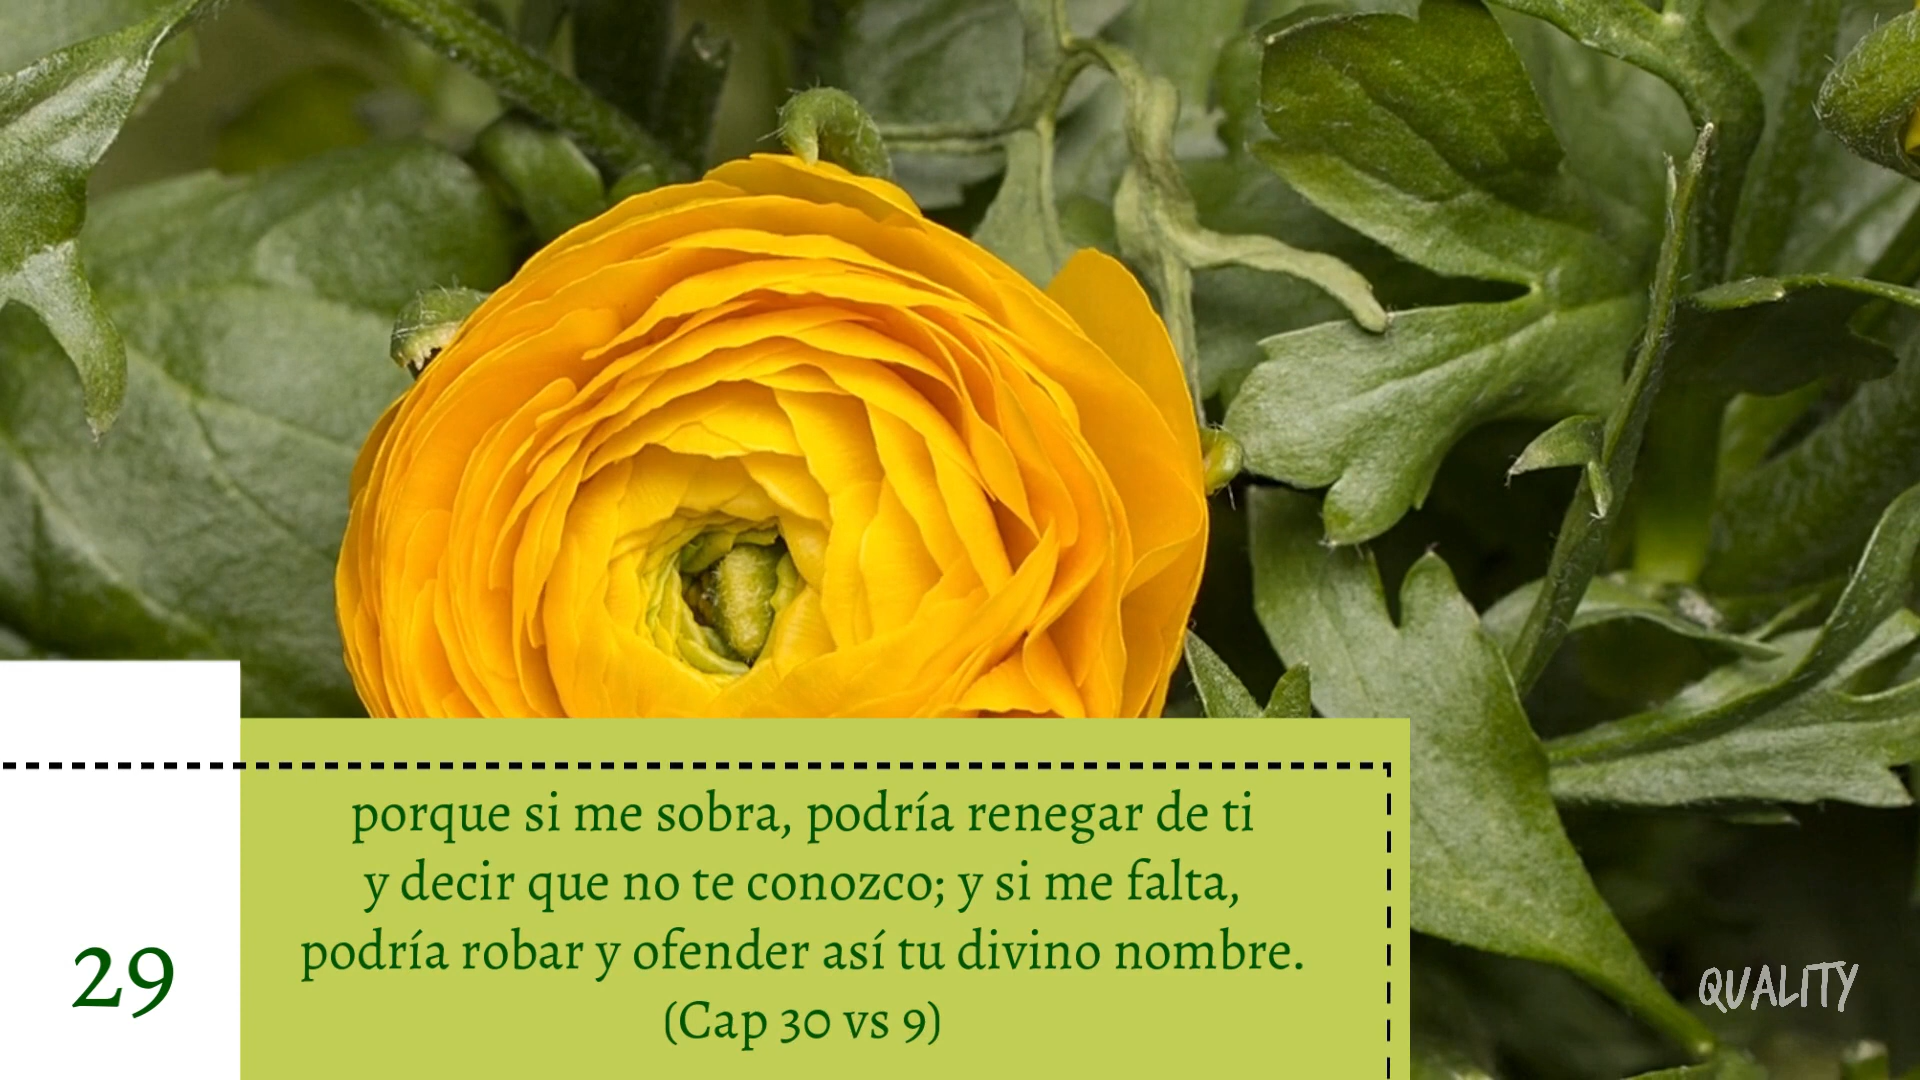 porque si me sobra, podría renegar de ti
y decir que no te conozco; y si me falta,
podría robar y ofender así tu divino nombre.
(Cap 30 vs 9)
29
QUALITY